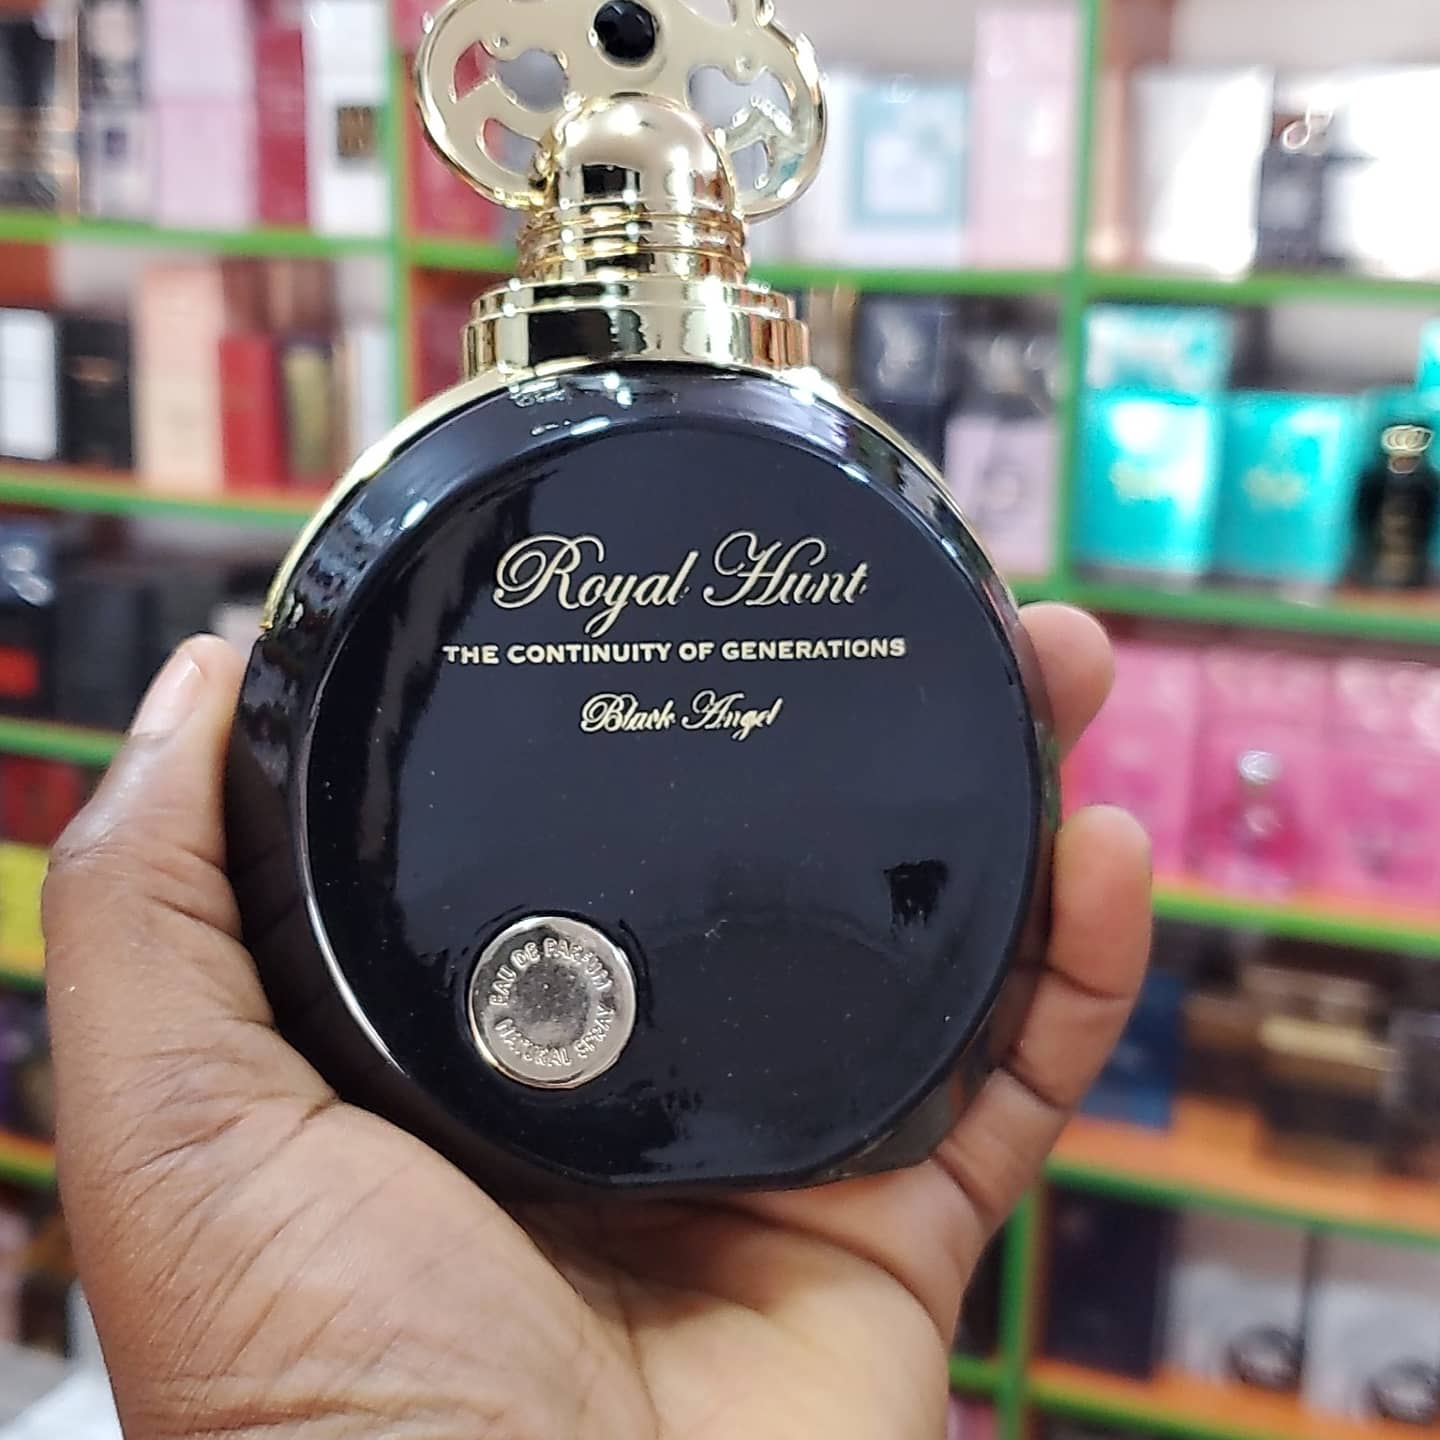 Royal Hunt
THE CONTINUITY OF GENERATIONS
Black Angel
EAU DE PARFUM
NATURAL SPRAY